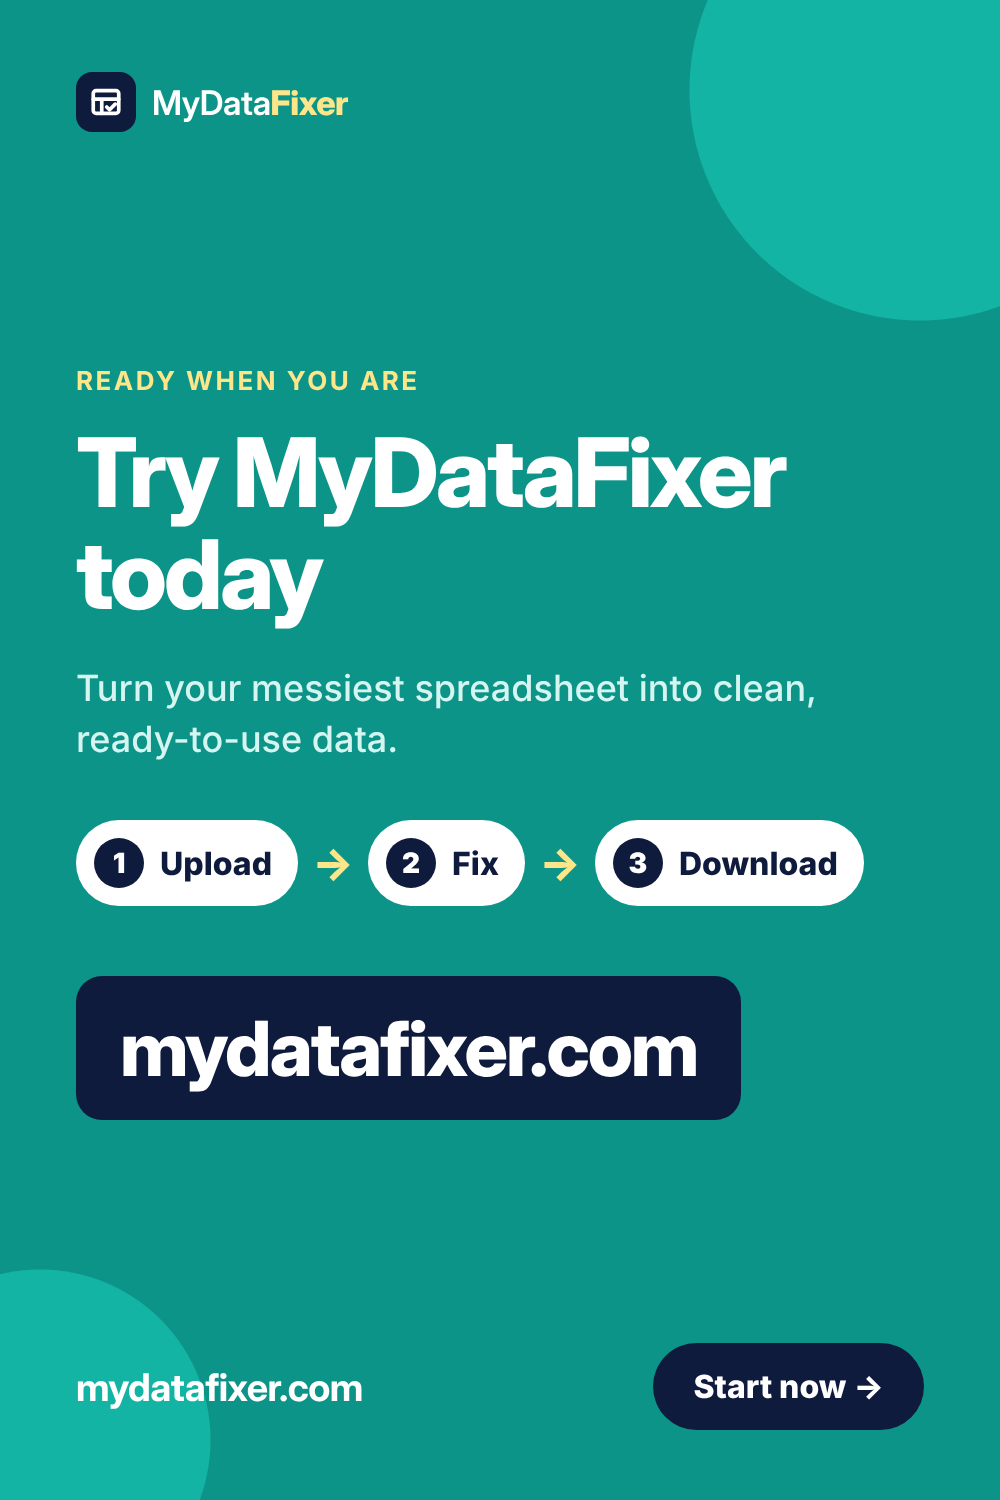 MyDataFixer
READY WHEN YOU ARE
Try MyDataFixer
today
Turn your messiest spreadsheet into clean,
ready-to-use data.
1 Upload → 2 Fix → 3 Download
mydatafixer.com
mydatafixer.com
Start now →